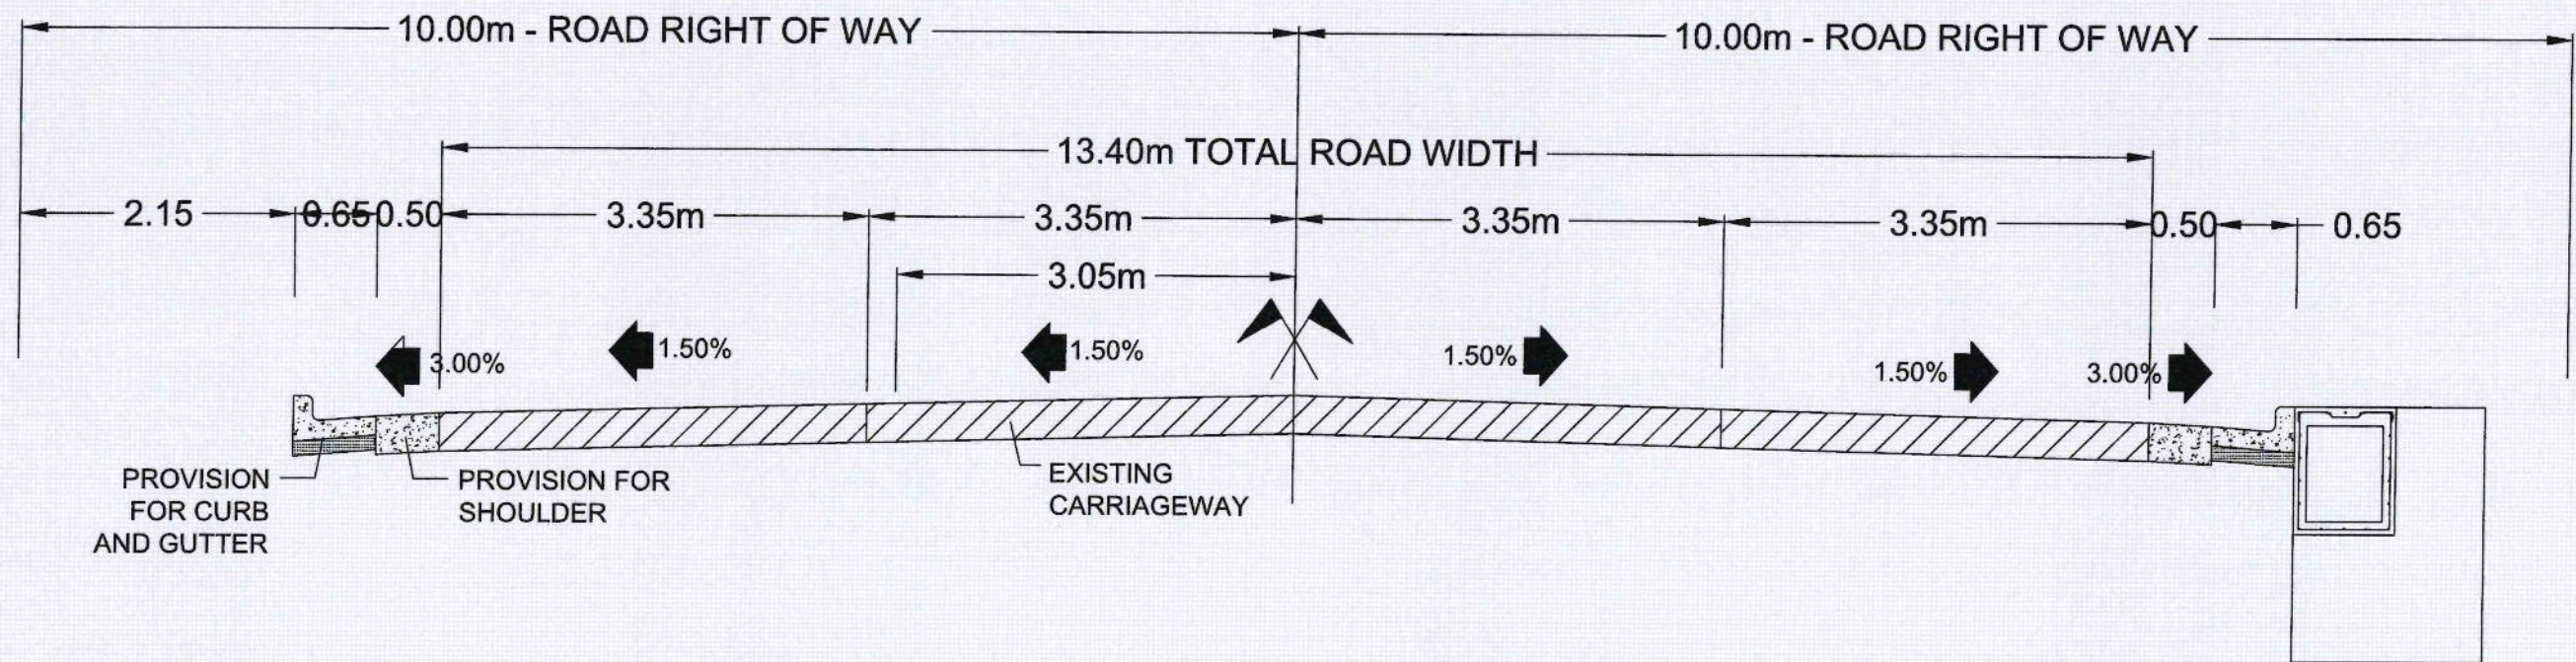 10.00m - ROAD RIGHT OF WAY
10.00m - ROAD RIGHT OF WAY
13.40m TOTAL ROAD WIDTH
2.15
0.65
0.50
3.35m
3.35m
3.35m
3.35m
0.50
0.65
3.05m
3.00%
1.50%
1.50%
1.50%
1.50%
3.00%
PROVISION
FOR CURB
AND GUTTER
PROVISION FOR
SHOULDER
EXISTING
CARRIAGEWAY